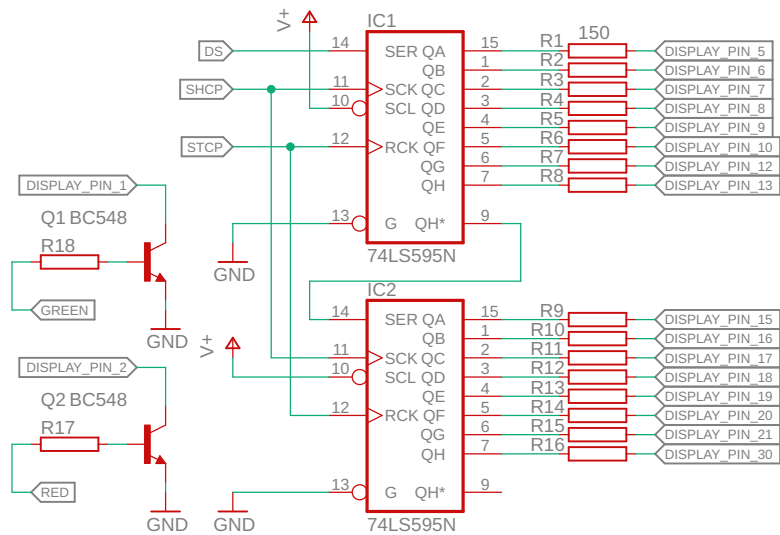 V+
IC1
DS
14
SER QA
15
R1
150
DISPLAY_PIN_5
QB
1
R2
DISPLAY_PIN_6
SHCP
11
SCK QC
2
R3
DISPLAY_PIN_7
10
SCL QD
3
R4
DISPLAY_PIN_8
QE
4
R5
DISPLAY_PIN_9
STCP
12
RCK QF
5
R6
DISPLAY_PIN_10
QG
6
R7
DISPLAY_PIN_12
QH
7
R8
DISPLAY_PIN_13
13
G QH*
9
74LS595N
GND
DISPLAY_PIN_1
Q1 BC548
R18
GREEN
GND
V+
IC2
14
SER QA
15
R9
DISPLAY_PIN_15
QB
1
R10
DISPLAY_PIN_16
11
SCK QC
2
R11
DISPLAY_PIN_17
10
SCL QD
3
R12
DISPLAY_PIN_18
QE
4
R13
DISPLAY_PIN_19
12
RCK QF
5
R14
DISPLAY_PIN_20
QG
6
R15
DISPLAY_PIN_21
QH
7
R16
DISPLAY_PIN_30
13
G QH*
9
74LS595N
GND
DISPLAY_PIN_2
Q2 BC548
R17
RED
GND